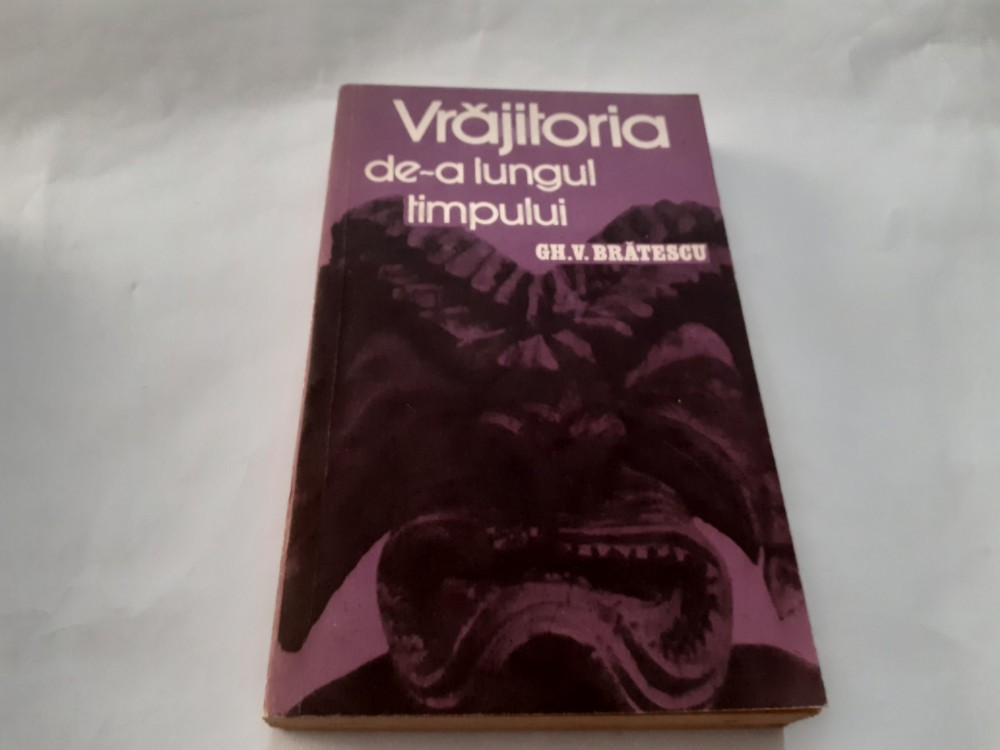 Vrăjitoria
de-a lungul
timpului
GH. V. BRĂTESCU